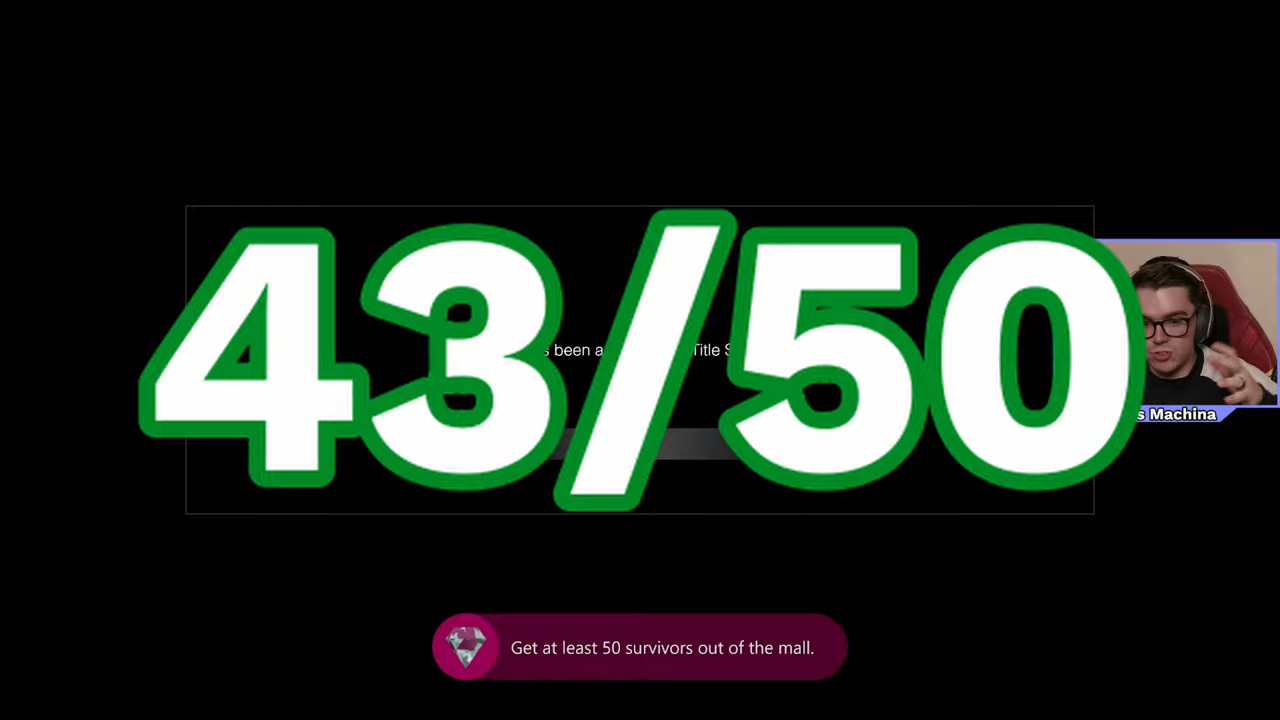 43/50
been a
Title
Machina
Get at least 50 survivors out of the mall.